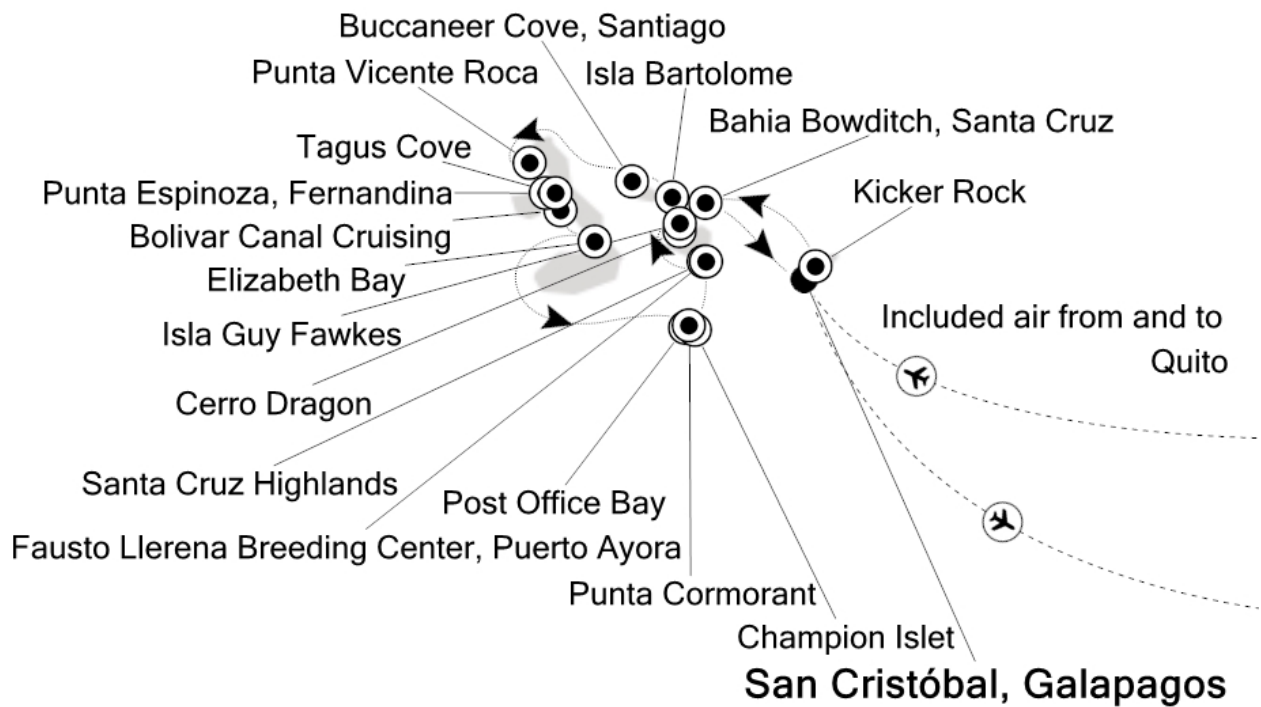 Buccaneer Cove, Santiago
Punta Vicente Roca
Isla Bartolome
Bahia Bowditch, Santa Cruz
Tagus Cove
Punta Espinoza, Fernandina
Kicker Rock
Bolivar Canal Cruising
Elizabeth Bay
Isla Guy Fawkes
Included air from and to
Quito
Cerro Dragon
Santa Cruz Highlands
Post Office Bay
Fausto Llerena Breeding Center, Puerto Ayora
Punta Cormorant
Champion Islet
San Cristóbal, Galapagos